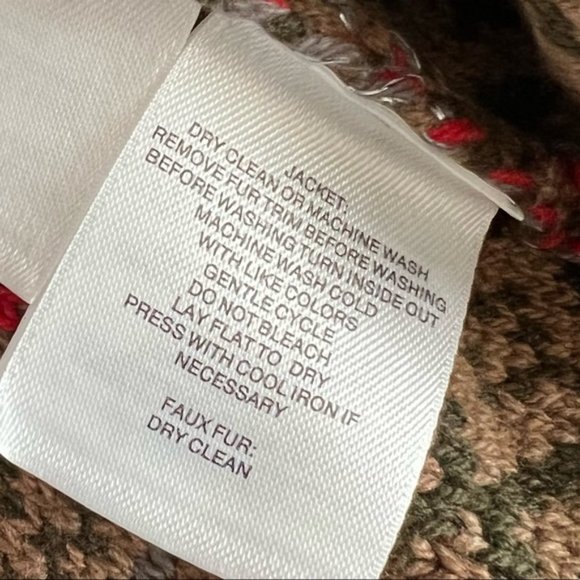 JACKET:
DRY CLEAN OR MACHINE WASH
REMOVE FUR TRIM BEFORE WASHING
BEFORE WASHING TURN INSIDE OUT
MACHINE WASH COLD
WITH LIKE COLORS
GENTLE CYCLE
DO NOT BLEACH
LAY FLAT TO DRY
PRESS WITH COOL IRON IF
NECESSARY
FAUX FUR:
DRY CLEAN